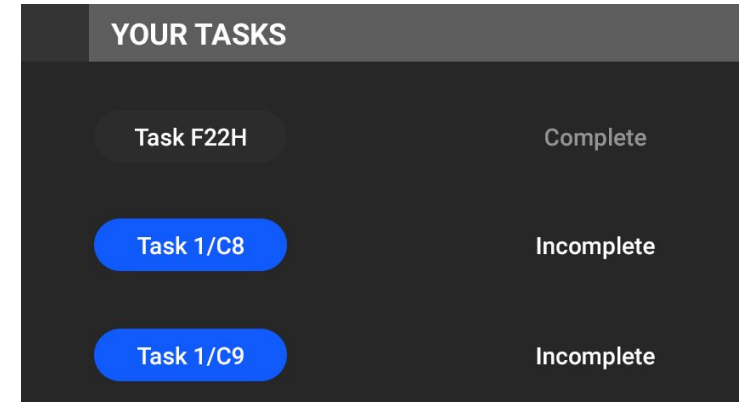 YOUR TASKS
Task F22H Complete
Task 1/C8 Incomplete
Task 1/C9 Incomplete